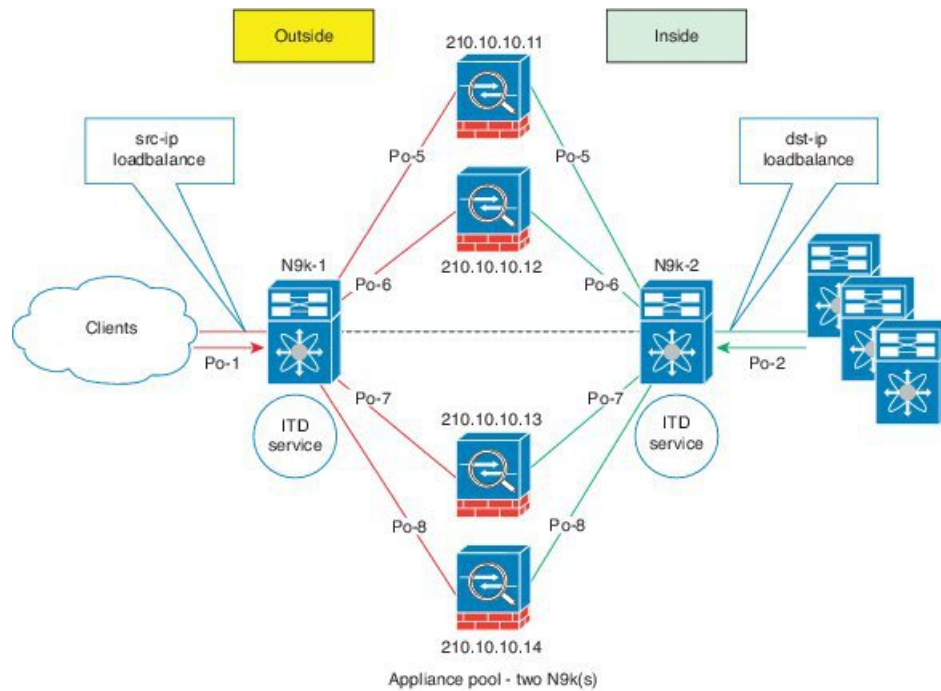 Outside
210.10.10.11
Inside
src-ip
loadbalance
Po-5
Po-5
dst-ip
loadbalance
N9k-1
Po-6
210.10.10.12
Po-6
N9k-2
Clients
Po-1
Po-2
Po-7
Po-7
ITD
service
210.10.10.13
ITD
service
Po-8
Po-8
210.10.10.14
Appliance pool - two N9k(s)